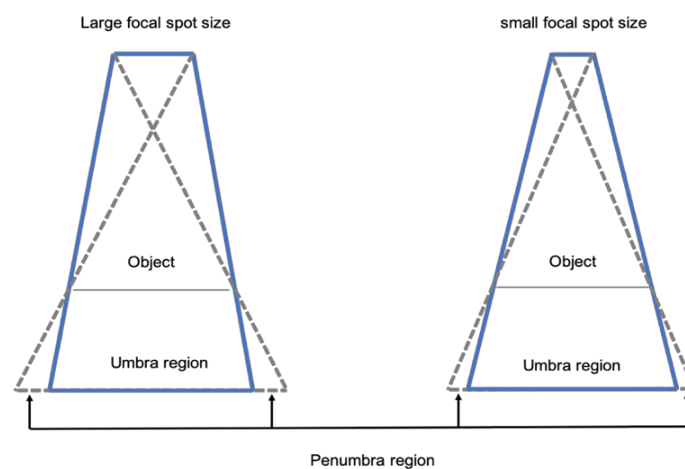 Large focal spot size
small focal spot size
Object
Object
Umbra region
Umbra region
Penumbra region